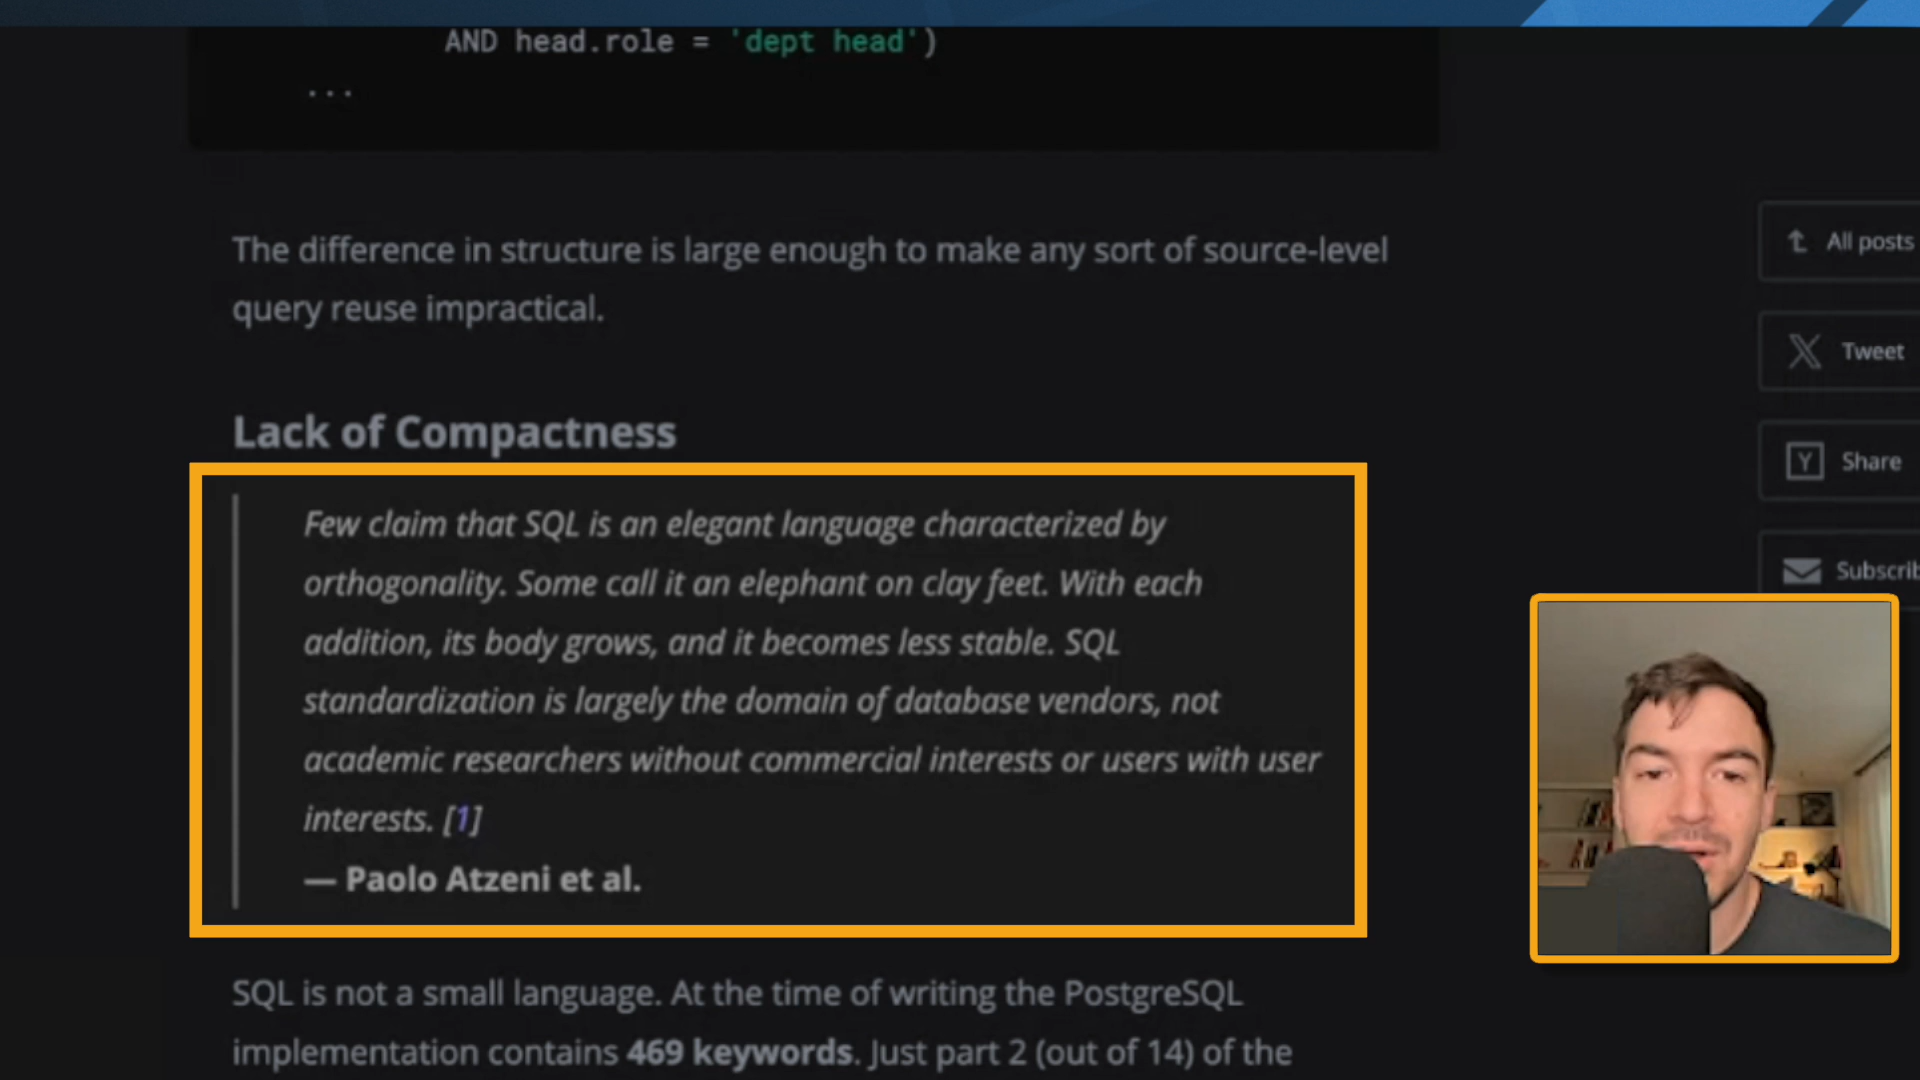 AND head.role = 'dept head')
...
The difference in structure is large enough to make any sort of source-level
query reuse impractical.
Lack of Compactness
Few claim that SQL is an elegant language characterized by
orthogonality. Some call it an elephant on clay feet. With each
addition, its body grows, and it becomes less stable. SQL
standardization is largely the domain of database vendors, not
academic researchers without commercial interests or users with user
interests. [1]
— Paolo Atzeni et al.
SQL is not a small language. At the time of writing the PostgreSQL
implementation contains 469 keywords. Just part 2 (out of 14) of the
All posts
Tweet
Y Share
Subscrib